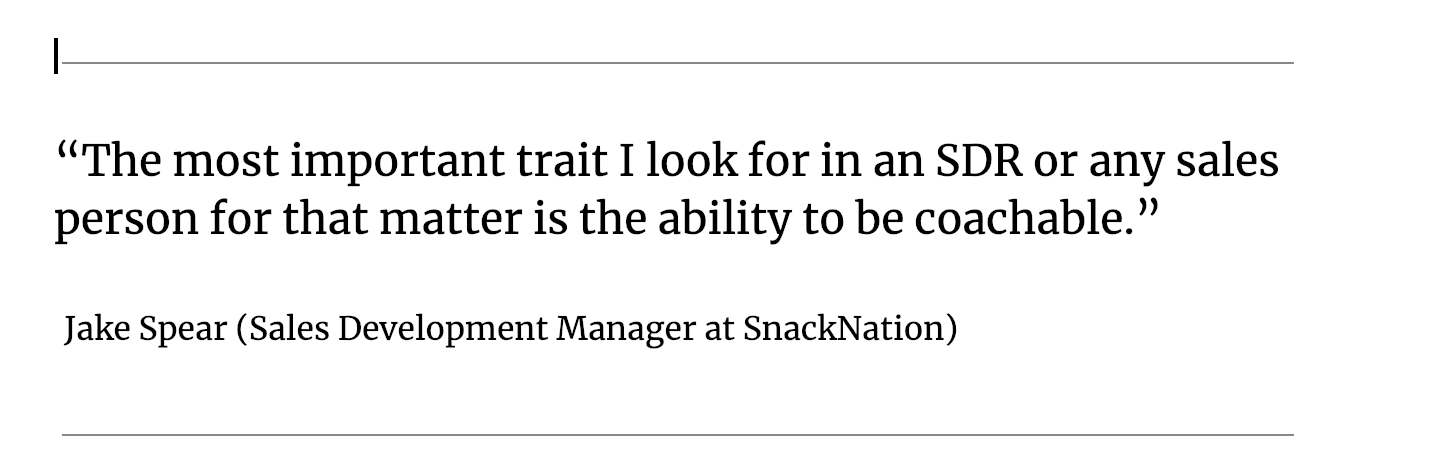 “The most important trait I look for in an SDR or any sales
person for that matter is the ability to be coachable.”
Jake Spear (Sales Development Manager at SnackNation)